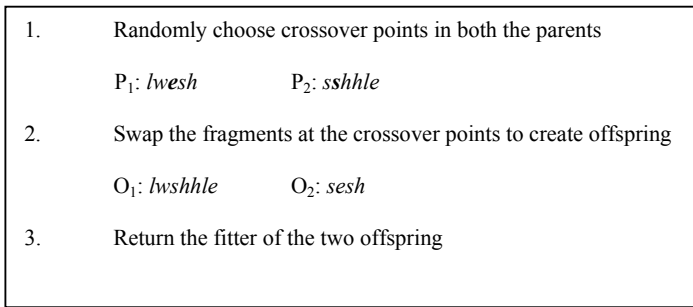 1. Randomly choose crossover points in both the parents
P₁: lwesh P₂: sshhle
2. Swap the fragments at the crossover points to create offspring
O₁: lwshhle O₂: sesh
3. Return the fitter of the two offspring